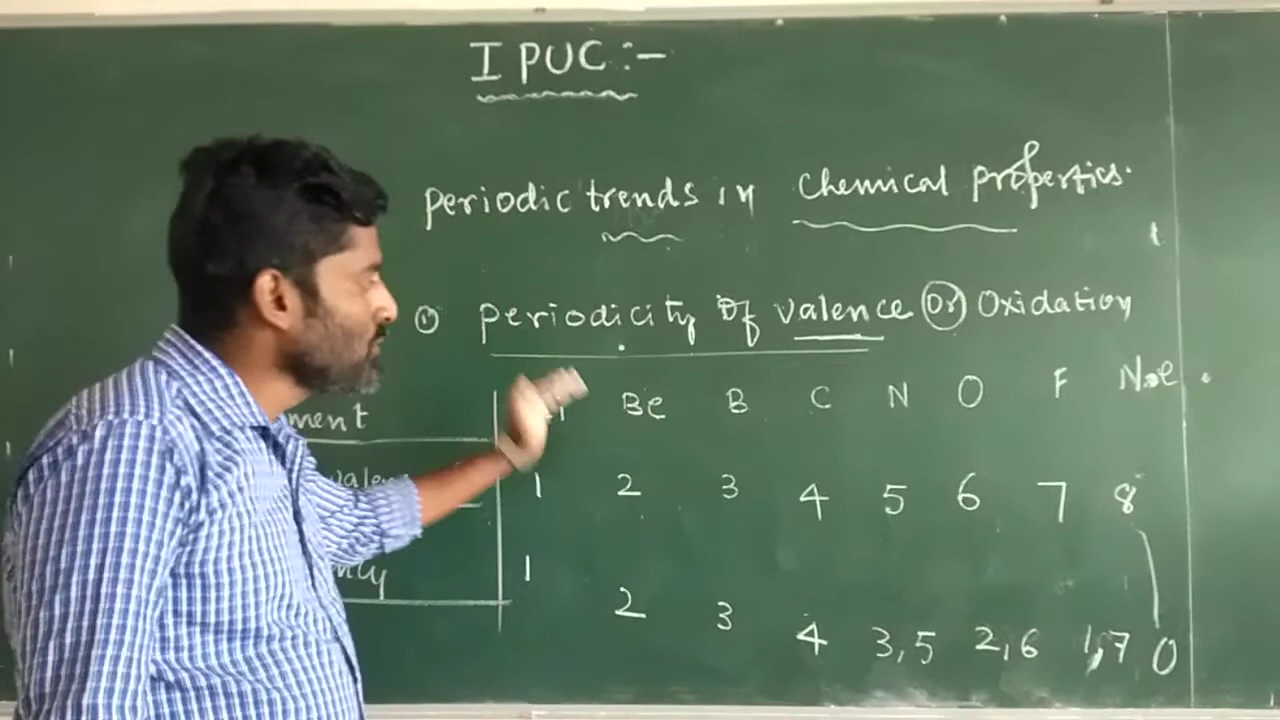 I PUC :-
Periodic trends in Chemical properties.
① Periodicity of valence (or) Oxidation
ment Be B C N O F Ne.
1 2 3 4 5 6 7 8
1 2 3 4 3,5 2,6 1,7 0